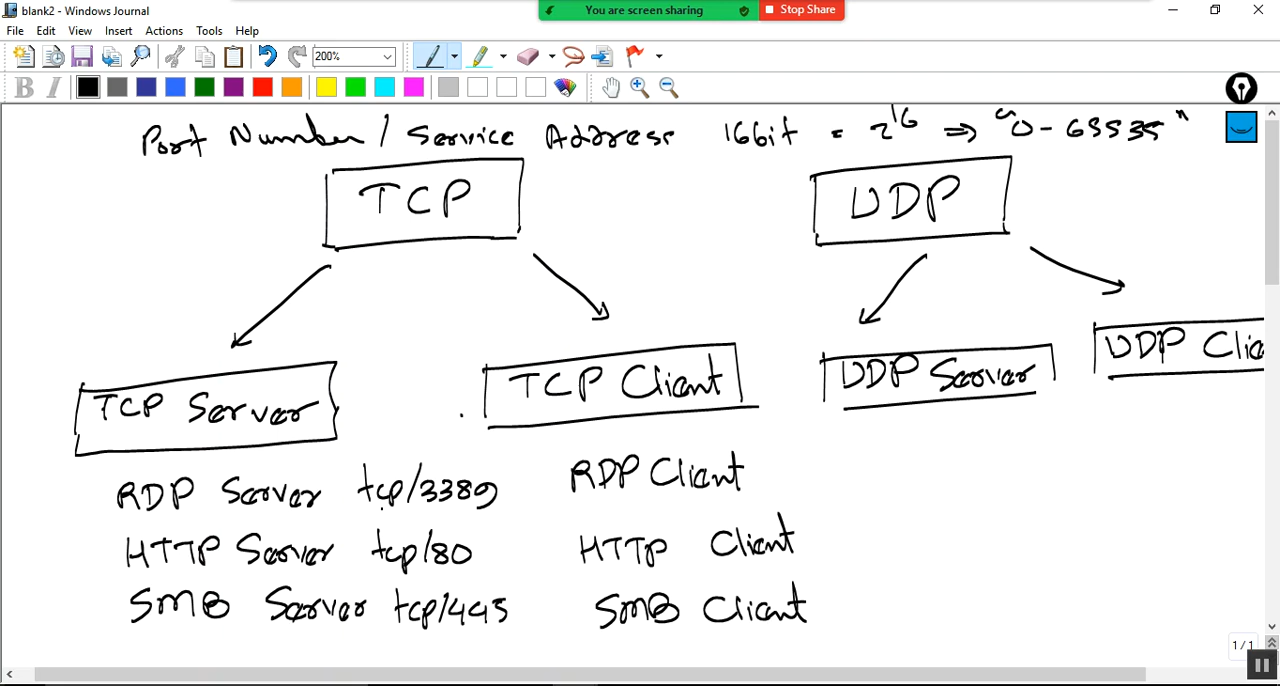 blank2 - Windows Journal
You are screen sharing
Stop Share
File Edit View Insert Actions Tools Help
200%
Port Number / Service Address 16bit = 2^16 => "0 - 65535"
TCP UDP
TCP Server TCP Client UDP Server UDP Clie
RDP Server tcp/3389 RDP Client
HTTP Server tcp/80 HTTP Client
SMB Server tcp/445 SMB Client
1 / 1